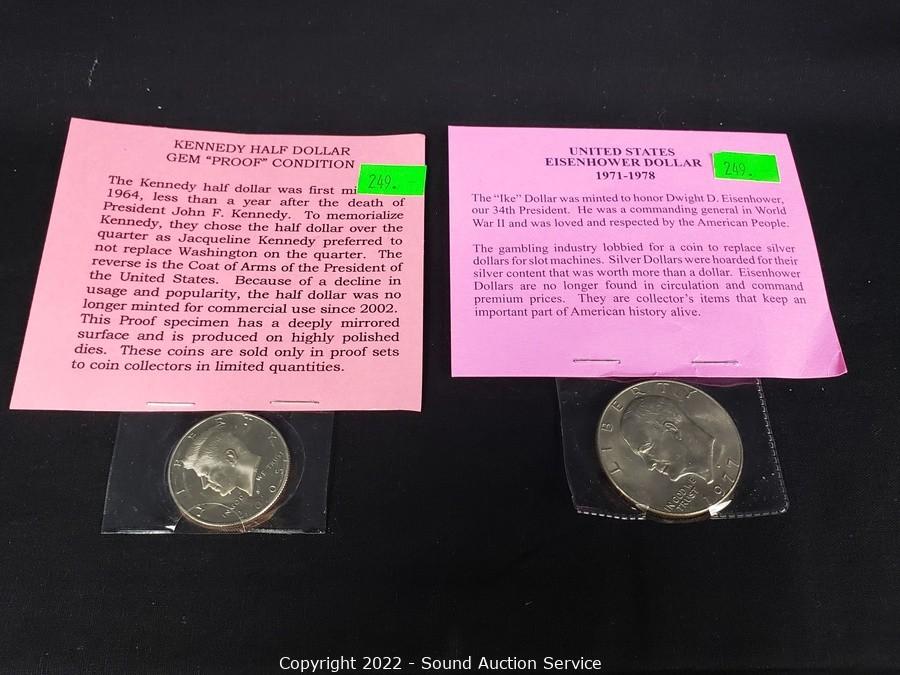 KENNEDY HALF DOLLAR
GEM "PROOF" CONDITION
249.
The Kennedy half dollar was first
1964, less than a year after the death of
President John F. Kennedy. To memorialize
Kennedy, they chose the half dollar over the
quarter as Jacqueline Kennedy preferred to
not replace Washington on the quarter. The
reverse is the Coat of Arms of the President of
the United States. Because of a decline in
usage and popularity, the half dollar was no
longer minted for commercial use since 2002.
This Proof specimen has a deeply mirrored
surface and is produced on highly polished
dies. These coins are sold only in proof sets
to coin collectors in limited quantities.
UNITED STATES
EISENHOWER DOLLAR
1971-1978
249.
The "Ike" Dollar was minted to honor Dwight D. Eisenhower,
our 34th President. He was a commanding general in World
War II and was loved and respected by the American People.
The gambling industry lobbied for a coin to replace silver
dollars for slot machines. Silver Dollars were hoarded for their
silver content that was worth more than a dollar. Eisenhower
Dollars are no longer found in circulation and command
premium prices. They are collector's items that keep an
important part of American history alive.
LIBERTY
IN GOD WE
TRUST
1977
Copyright 2022 - Sound Auction Service